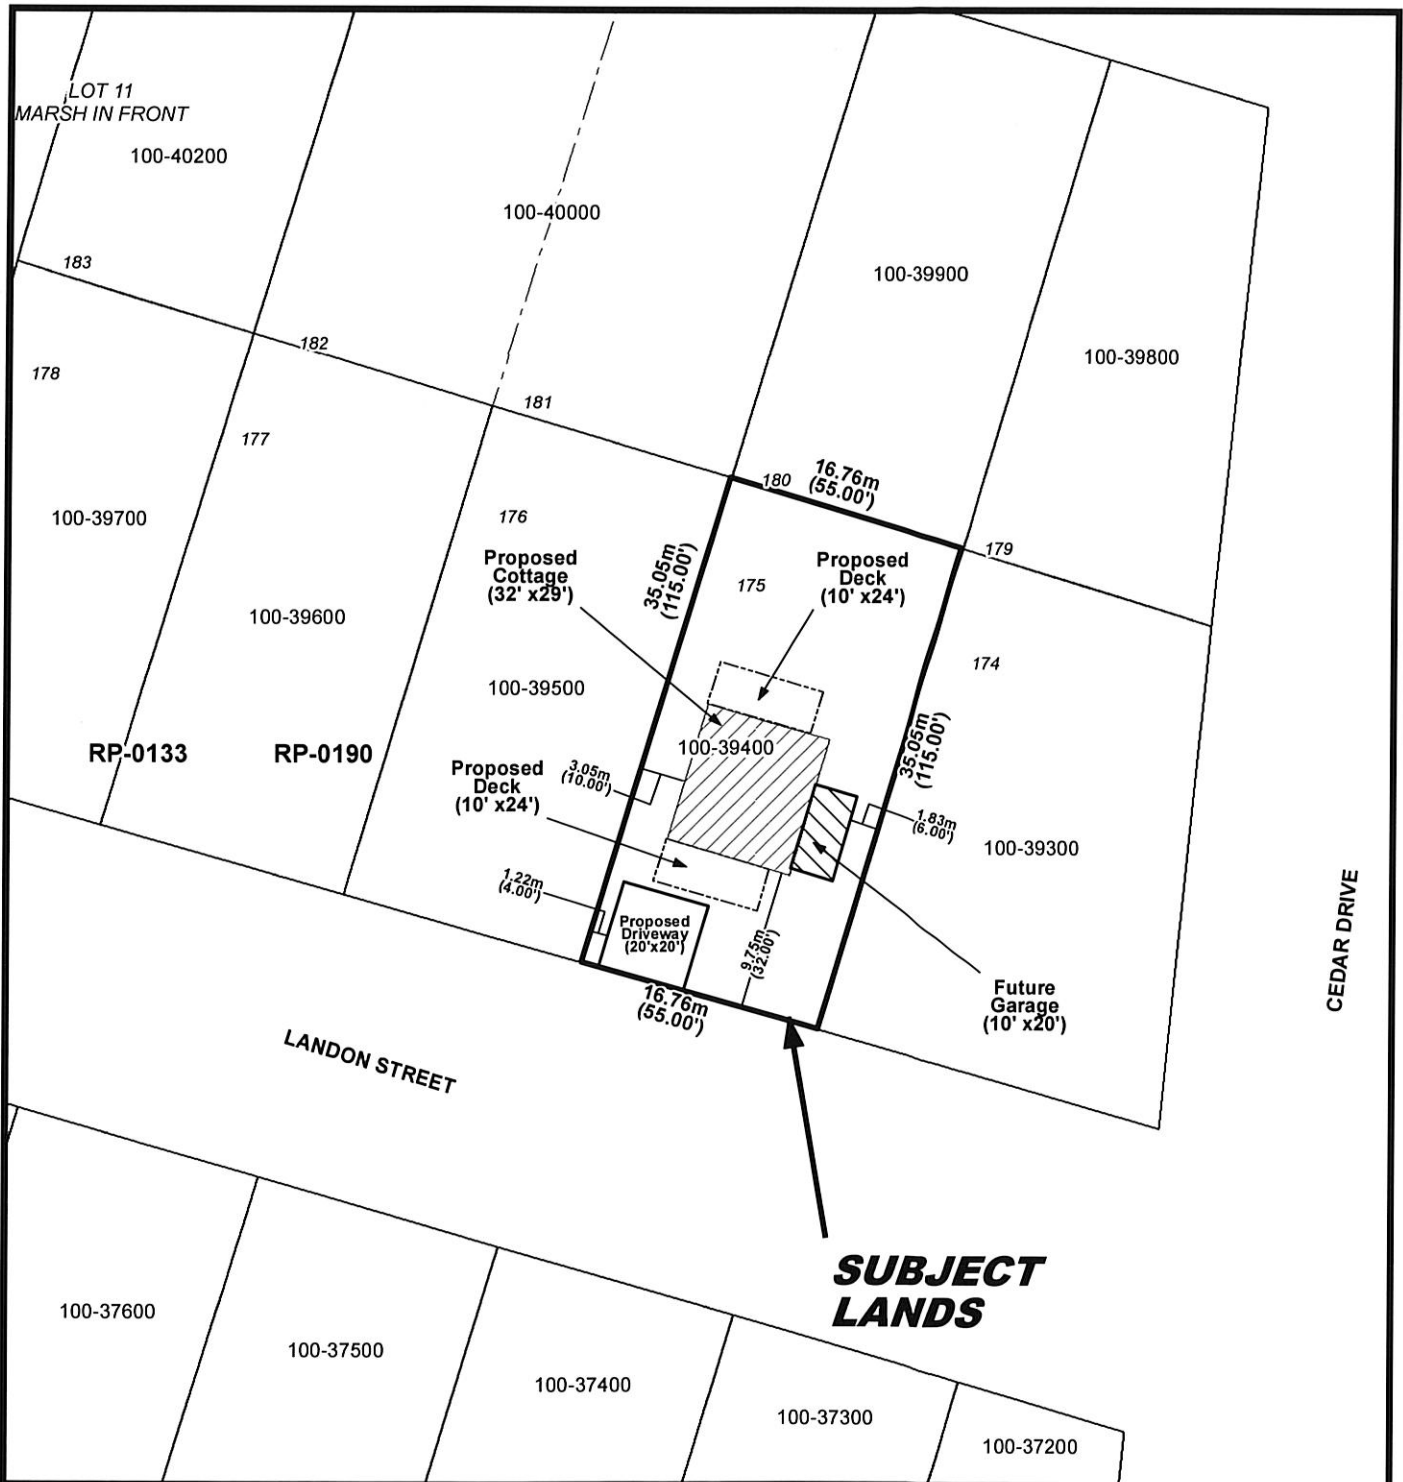 LOT 11
MARSH IN FRONT
100-40200
100-40000
100-39900
100-39800
183
182
181
178
177
176
180
16.76m
(55.00')
179
100-39700
100-39600
100-39500
Proposed
Cottage
(32' x29')
35.05m
(115.00')
175
Proposed
Deck
(10' x24')
174
RP-0133
RP-0190
100-39400
35.05m
(115.00')
Proposed
Deck
(10' x24')
3.05m
(10.00')
1.83m
(6.00')
100-39300
1.22m
(4.00')
Proposed
Driveway
(20'x20')
9.75m
(32.00')
16.76m
(55.00')
Future
Garage
(10' x20')
CEDAR DRIVE
LANDON STREET
SUBJECT
LANDS
100-37600
100-37500
100-37400
100-37300
100-37200